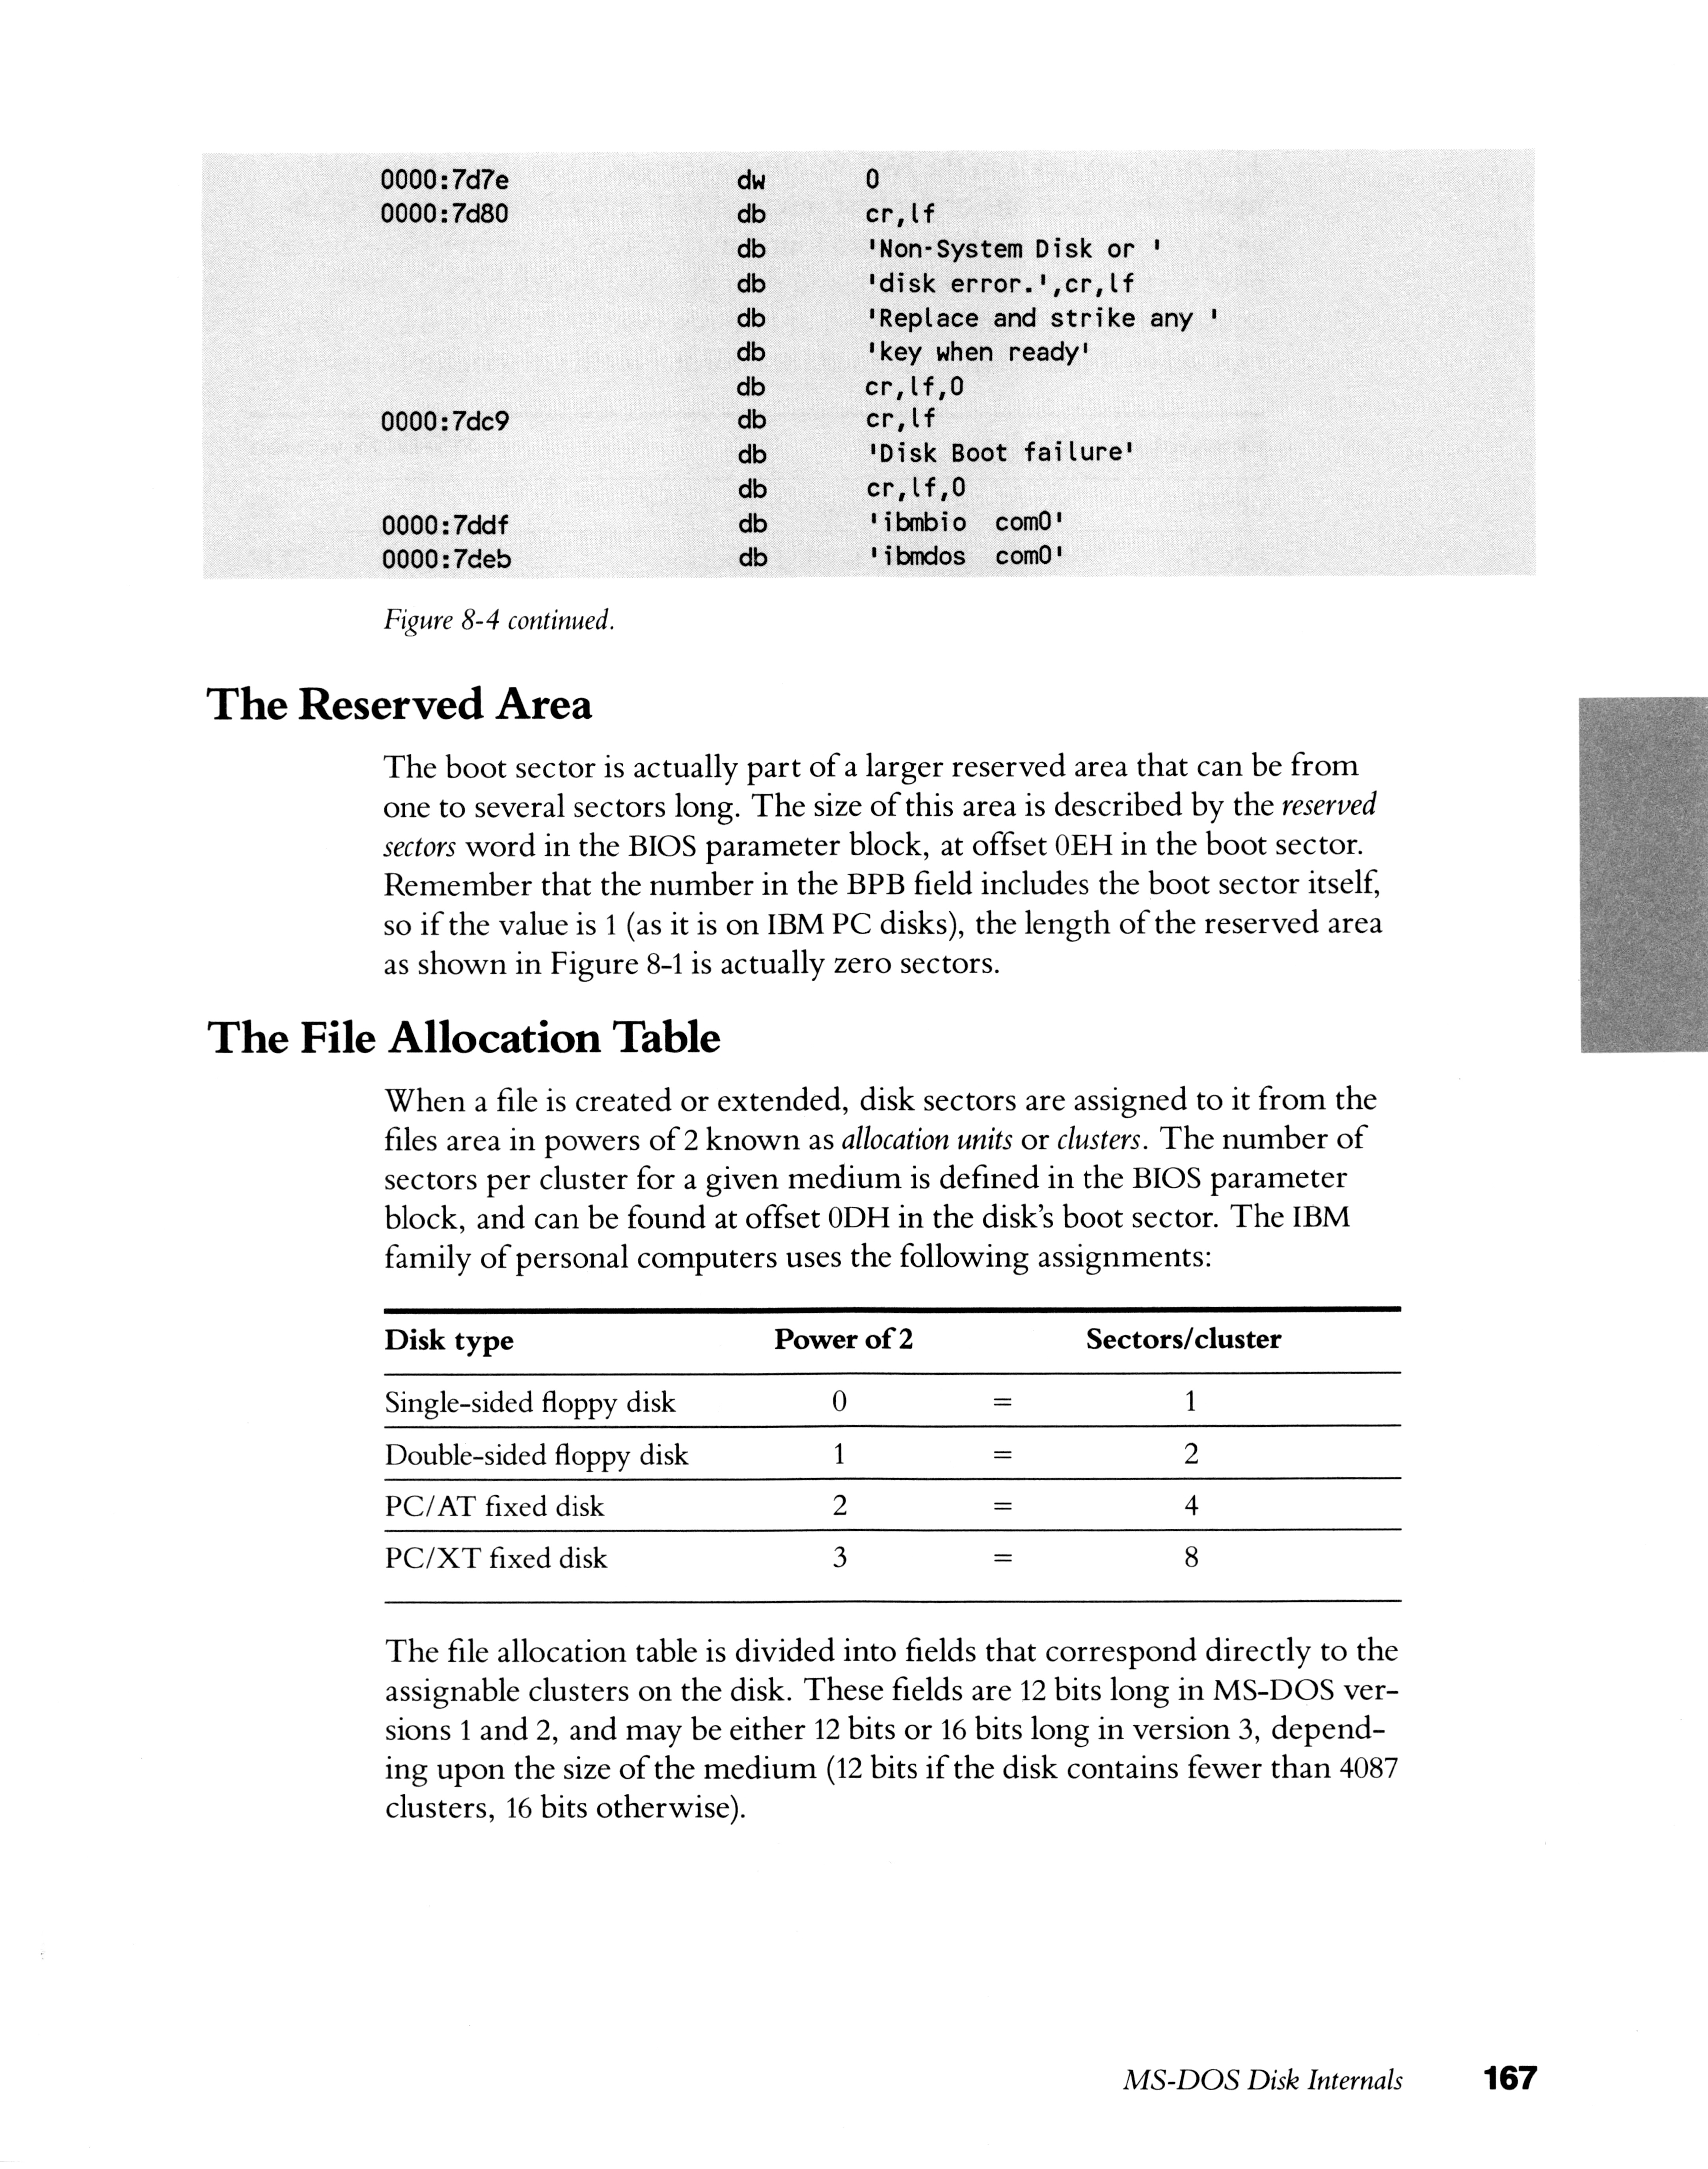 0000:7d7e dw 0
0000:7d80 db cr,lf
db 'Non-System Disk or '
db 'disk error.',cr,lf
db 'Replace and strike any '
db 'key when ready'
db cr,lf,0
0000:7dc9 db cr,lf
db 'Disk Boot failure'
db cr,lf,0
0000:7ddf db 'ibmbio  com0'
0000:7deb db 'ibmdos  com0'
Figure 8-4 continued.
The Reserved Area
The boot sector is actually part of a larger reserved area that can be from
one to several sectors long. The size of this area is described by the reserved
sectors word in the BIOS parameter block, at offset 0EH in the boot sector.
Remember that the number in the BPB field includes the boot sector itself,
so if the value is 1 (as it is on IBM PC disks), the length of the reserved area
as shown in Figure 8-1 is actually zero sectors.
The File Allocation Table
When a file is created or extended, disk sectors are assigned to it from the
files area in powers of 2 known as allocation units or clusters. The number of
sectors per cluster for a given medium is defined in the BIOS parameter
block, and can be found at offset 0DH in the disk's boot sector. The IBM
family of personal computers uses the following assignments:
Disk type Power of 2 Sectors/cluster
Single-sided floppy disk 0 = 1
Double-sided floppy disk 1 = 2
PC/AT fixed disk 2 = 4
PC/XT fixed disk 3 = 8
The file allocation table is divided into fields that correspond directly to the
assignable clusters on the disk. These fields are 12 bits long in MS-DOS ver-
sions 1 and 2, and may be either 12 bits or 16 bits long in version 3, depend-
ing upon the size of the medium (12 bits if the disk contains fewer than 4087
clusters, 16 bits otherwise).
MS-DOS Disk Internals 167